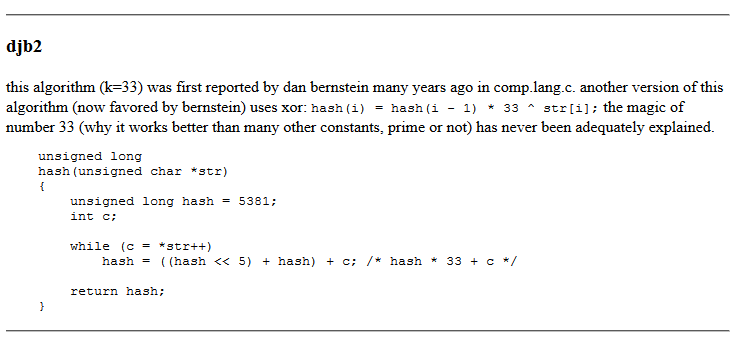 djb2
this algorithm (k=33) was first reported by dan bernstein many years ago in comp.lang.c. another version of this
algorithm (now favored by bernstein) uses xor: hash(i) = hash(i - 1) * 33 ^ str[i]; the magic of
number 33 (why it works better than many other constants, prime or not) has never been adequately explained.
unsigned long
hash(unsigned char *str)
{
    unsigned long hash = 5381;
    int c;

    while (c = *str++)
        hash = ((hash << 5) + hash) + c; /* hash * 33 + c */

    return hash;
}